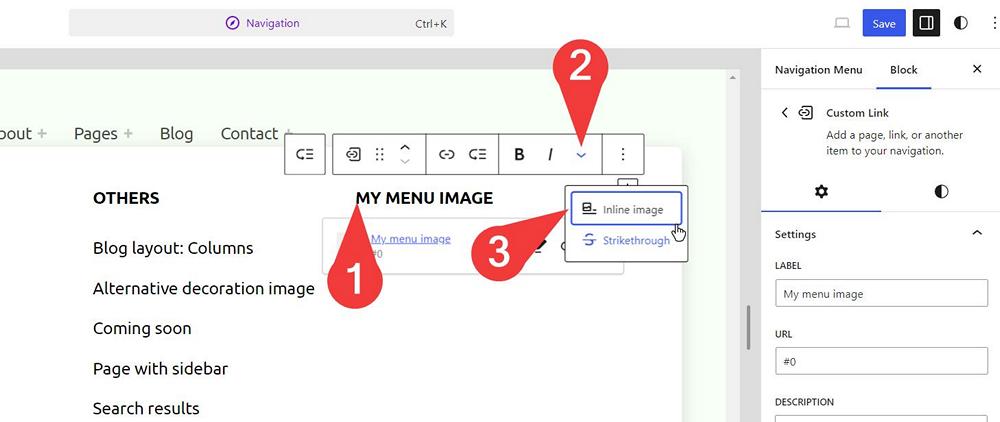 Navigation
Ctrl+K
Save
Navigation Menu
Block
Custom Link
Add a page, link, or another
item to your navigation.
Pages +
Blog
Contact +
B I
2
OTHERS
MY MENU IMAGE
Inline image
Strikethrough
My menu image
#0
1
3
Blog layout: Columns
Alternative decoration image
Coming soon
Page with sidebar
Search results
Settings
LABEL
My menu image
URL
#0
DESCRIPTION